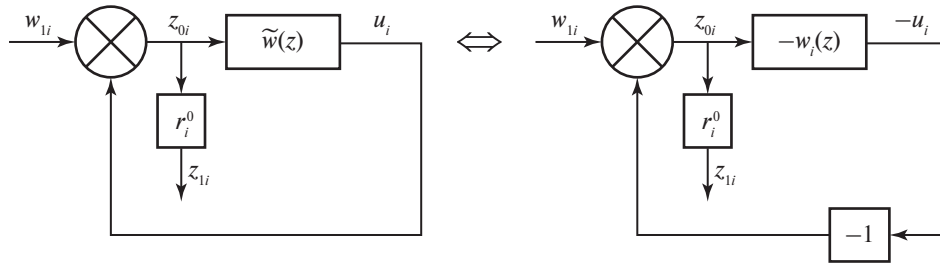 w₁ᵢ z₀ᵢ w̃(z) uᵢ ⇔ w₁ᵢ z₀ᵢ −wᵢ(z) −uᵢ
rᵢ⁰ rᵢ⁰
z₁ᵢ z₁ᵢ
−1